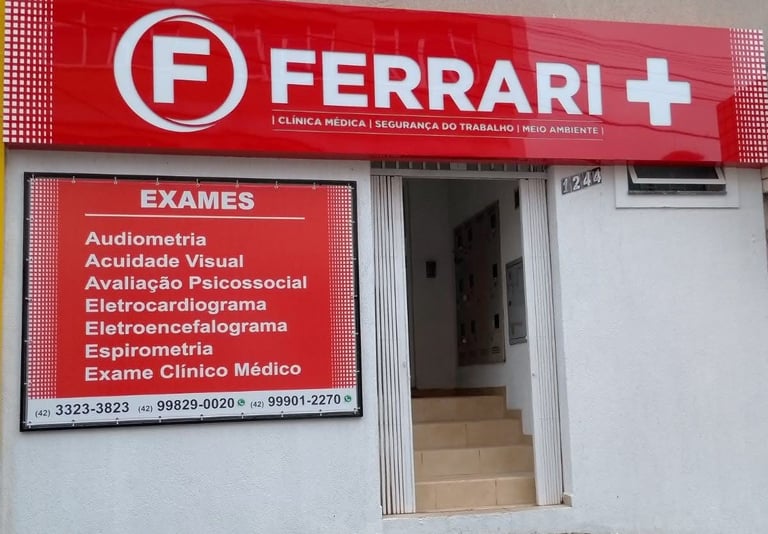 F FERRARI
| CLÍNICA MÉDICA | SEGURANÇA DO TRABALHO | MEIO AMBIENTE |
1244
EXAMES
Audiometria
Acuidade Visual
Avaliação Psicossocial
Eletrocardiograma
Eletroencefalograma
Espirometria
Exame Clínico Médico
(42) 3323-3823 (42) 99829-0020 (42) 99901-2270